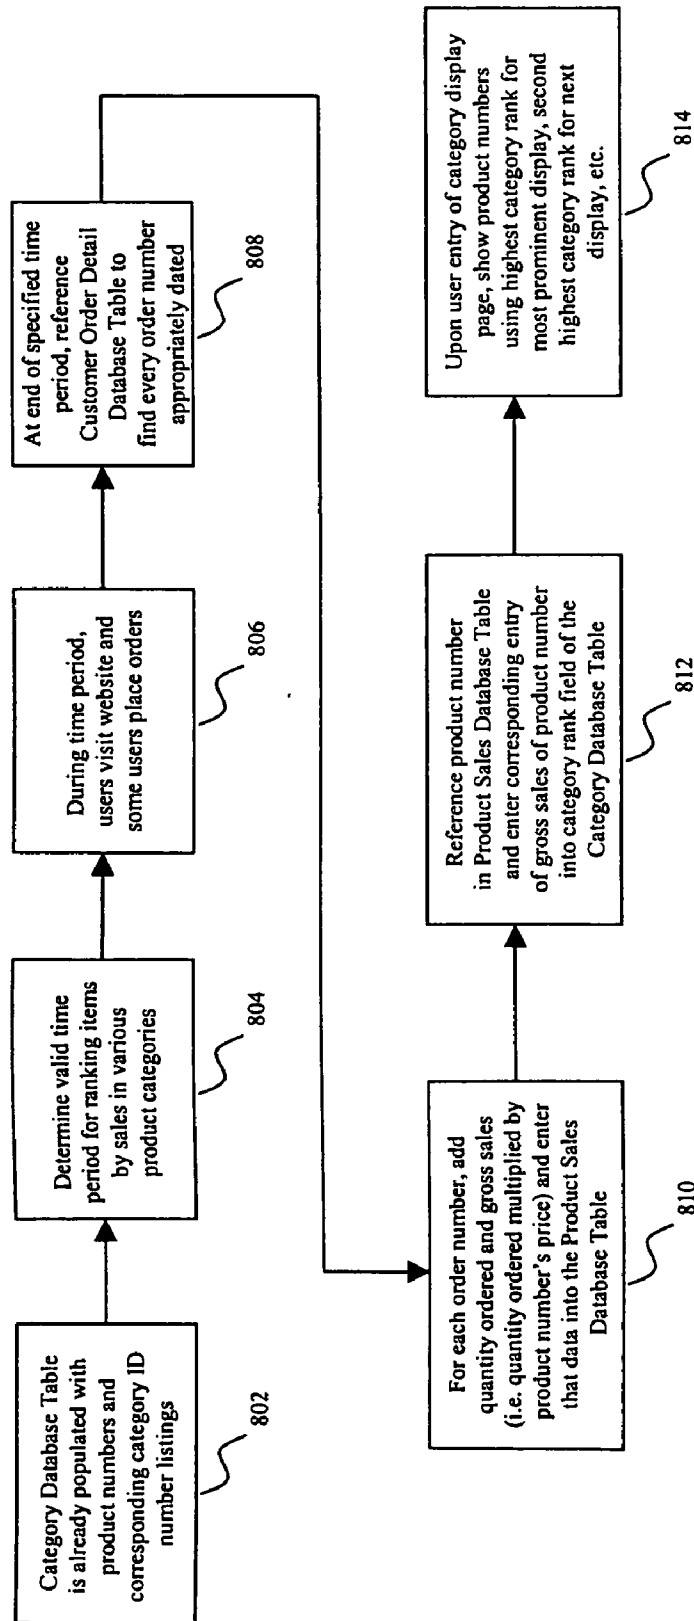 Category Database Table
is already populated with
product numbers and
corresponding category ID
number listings
802
Determine valid time
period for ranking items
by sales in various
product categories
804
During time period,
users visit website and
some users place orders
806
At end of specified time
period, reference
Customer Order Detail
Database Table to
find every order number
appropriately dated
808
For each order number, add
quantity ordered and gross sales
(i.e. quantity ordered multiplied by
product number's price) and enter
that data into the Product Sales
Database Table
810
Reference product number
in Product Sales Database Table
and enter corresponding entry
of gross sales of product number
into category rank field of the
Category Database Table
812
Upon user entry of category display
page, show product numbers
using highest category rank for
most prominent display, second
highest category rank for next
display, etc.
814